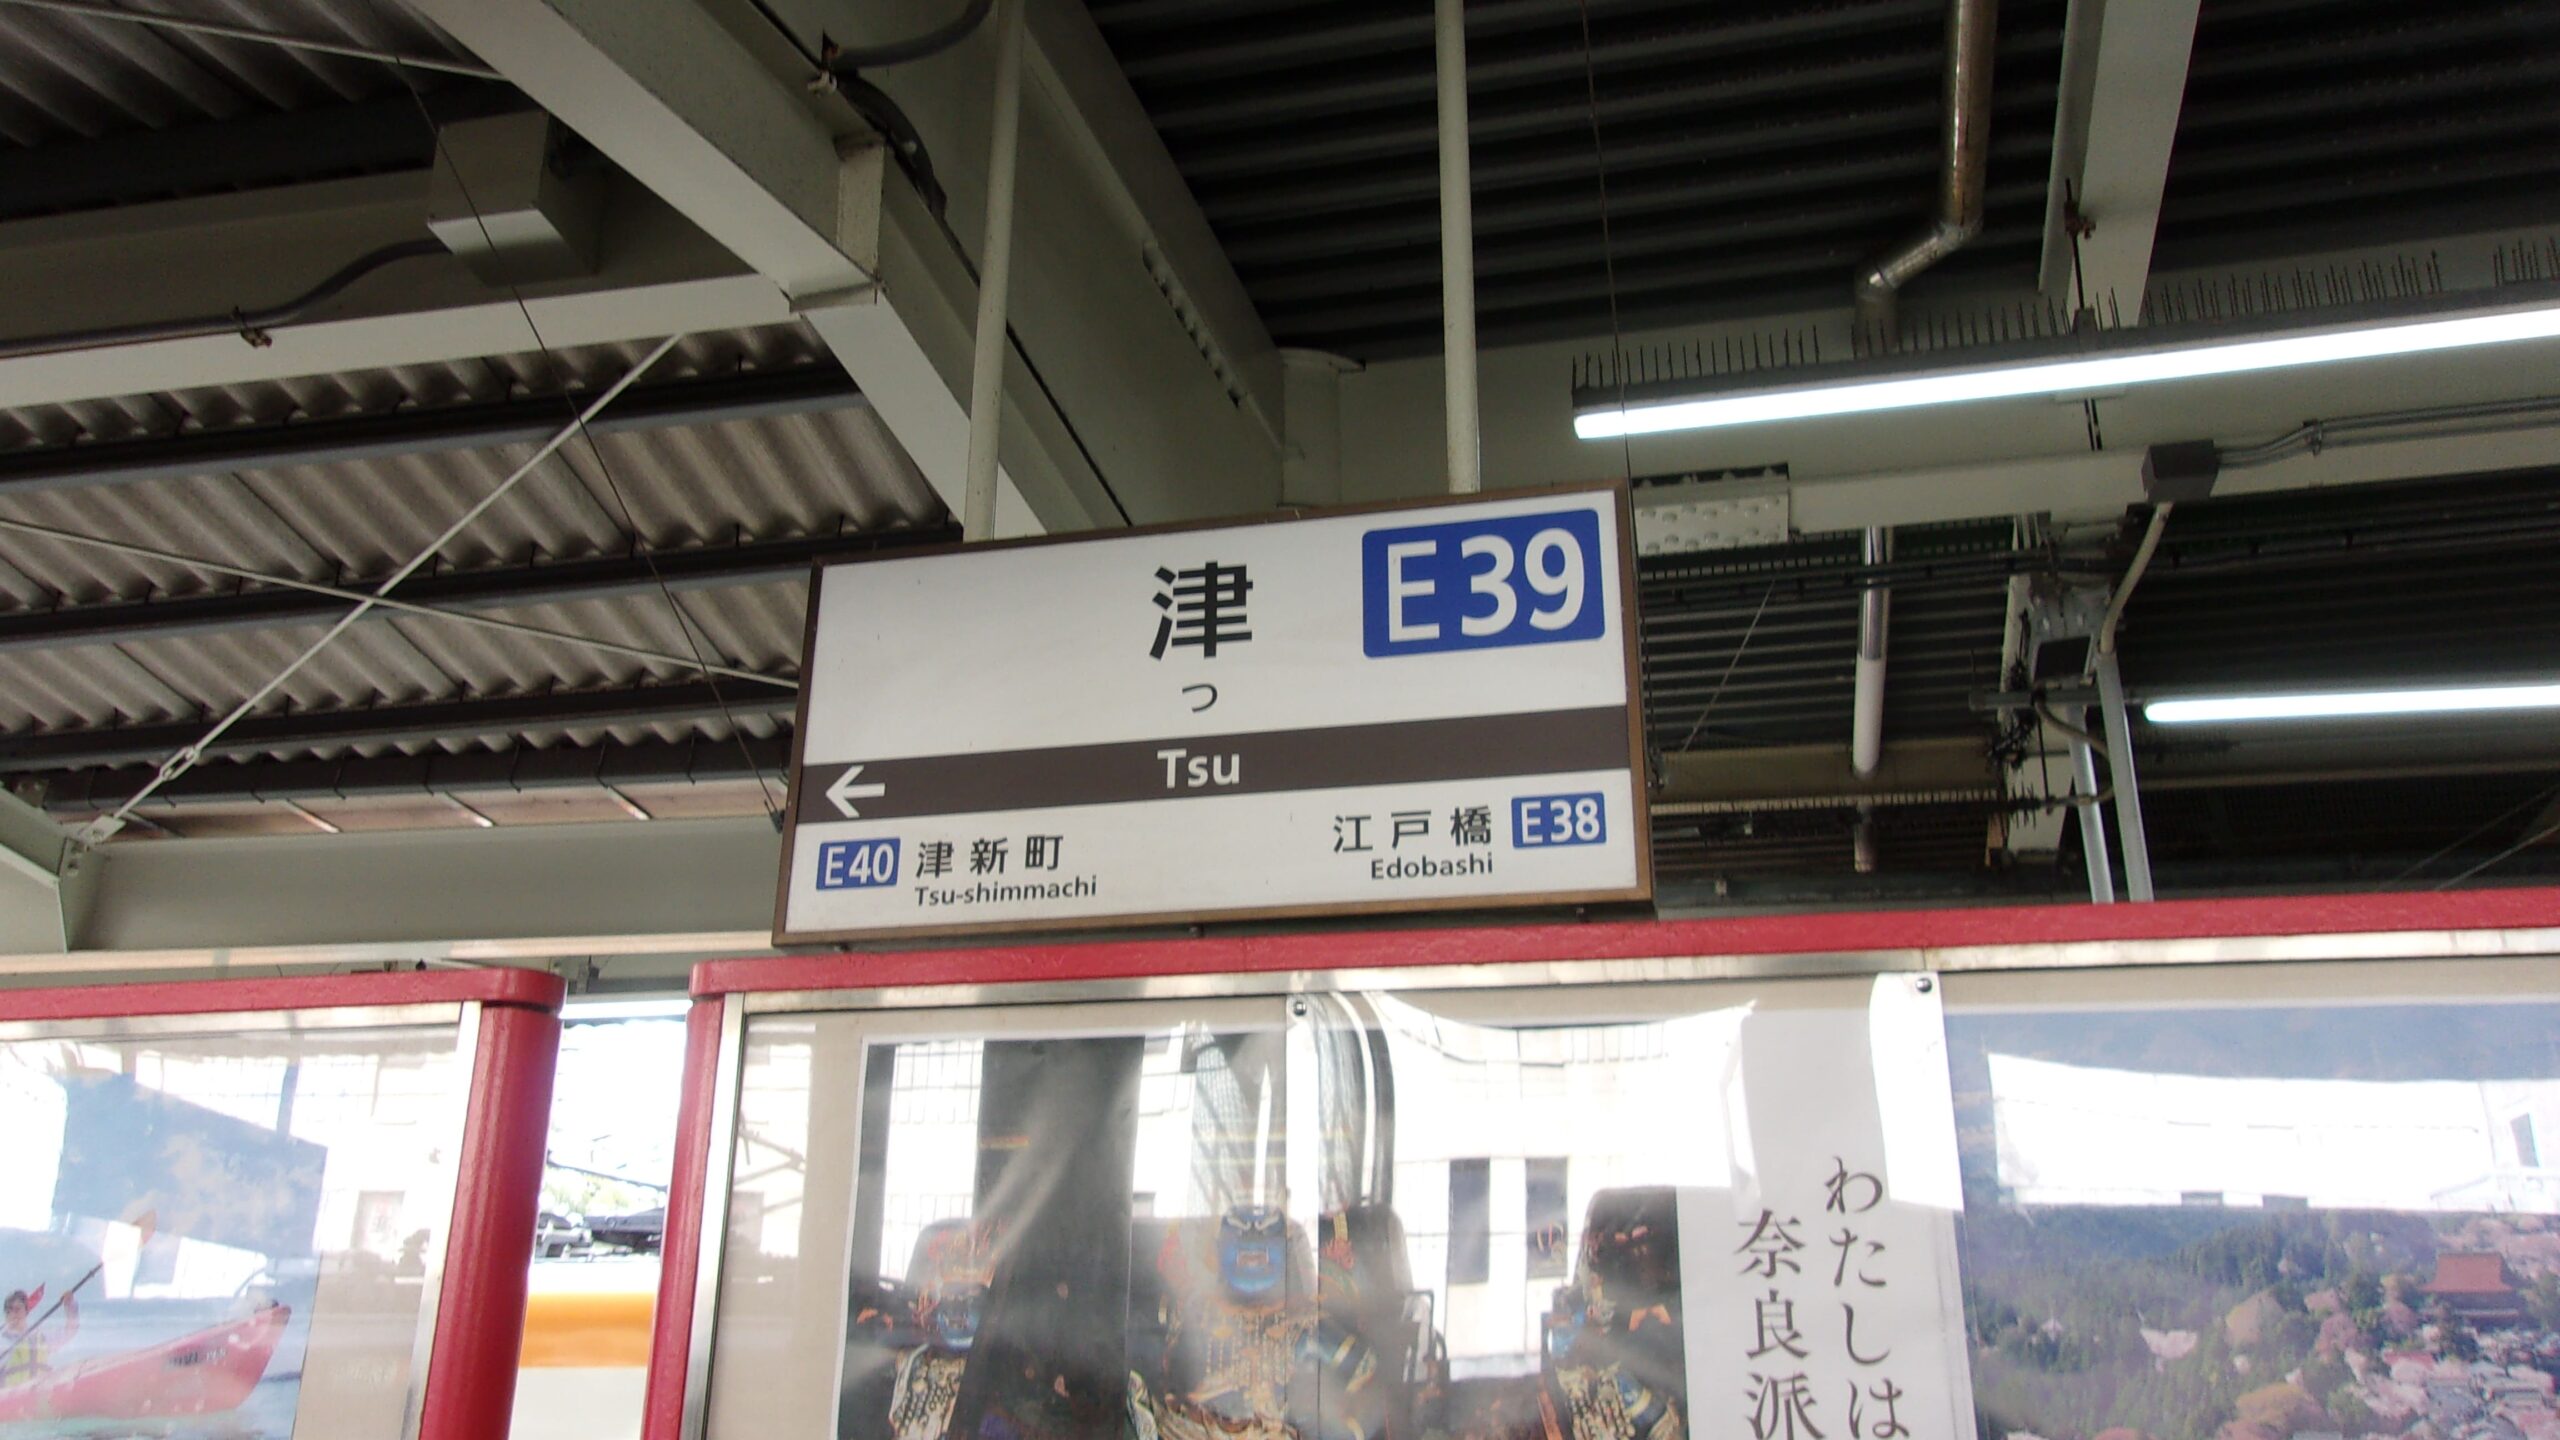 津
E39
つ
Tsu
E40 津新町
Tsu-shimmachi
江戸橋 E38
Edobashi
わたしは
奈良派